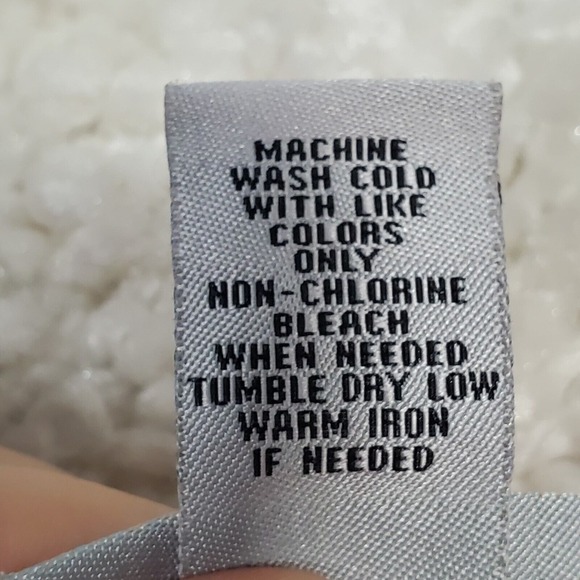 MACHINE
WASH COLD
WITH LIKE
COLORS
ONLY
NON-CHLORINE
BLEACH
WHEN NEEDED
TUMBLE DRY LOW
WARM IRON
IF NEEDED